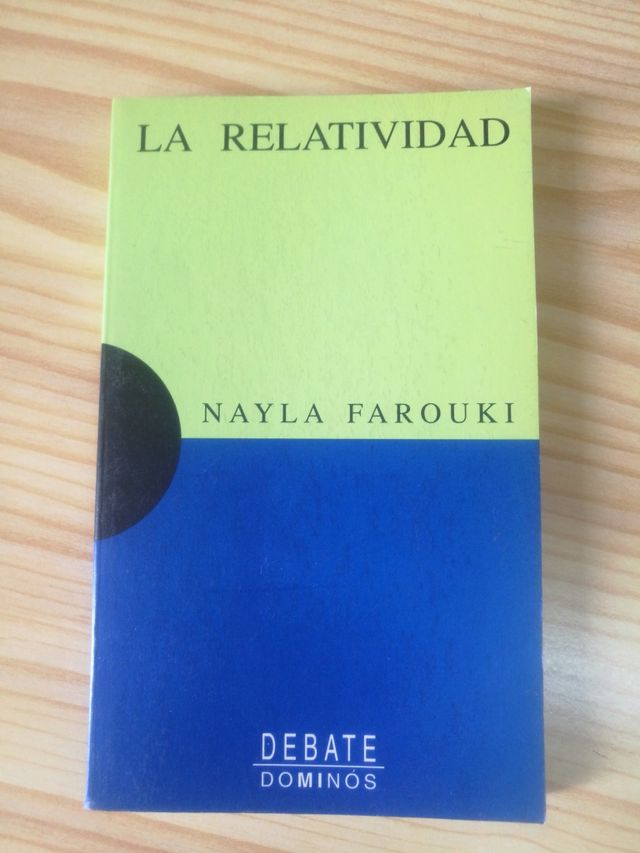 LA RELATIVIDAD
NAYLA FAROUKI
DEBATE
DOMINÓS